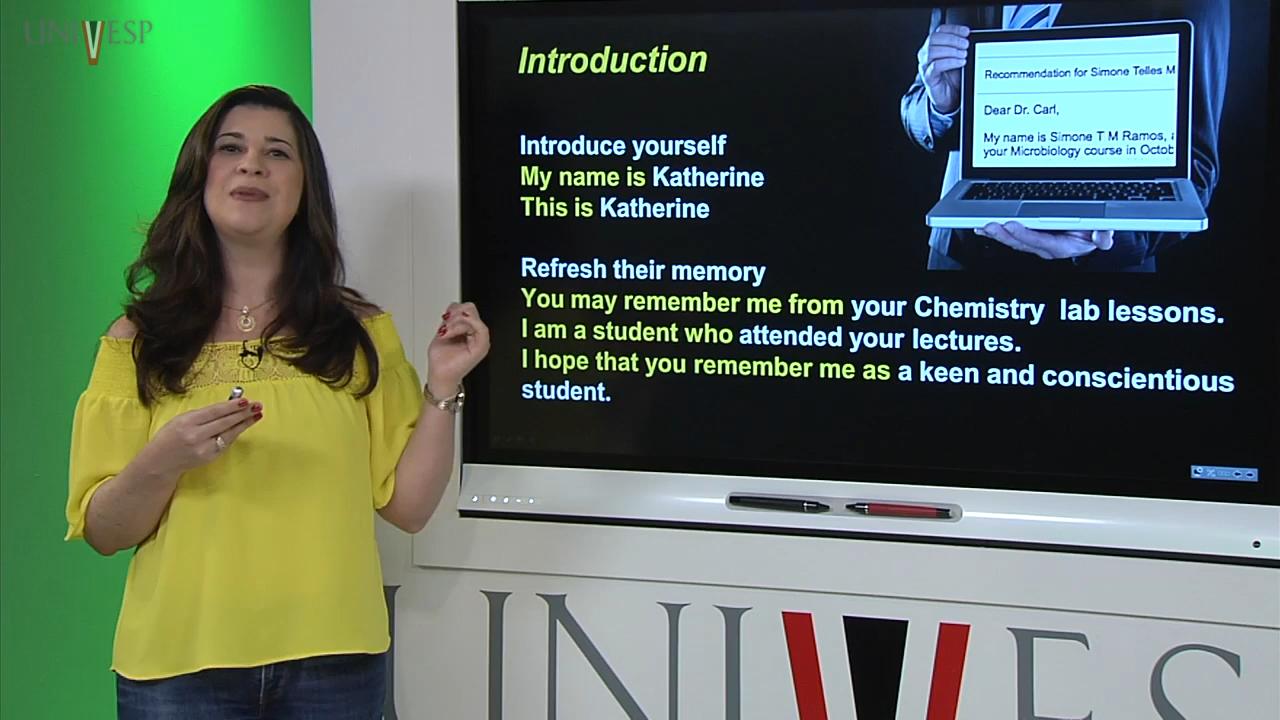 UNIVESP
Introduction
Introduce yourself
My name is Katherine
This is Katherine
Refresh their memory
You may remember me from your Chemistry lab lessons.
I am a student who attended your lectures.
I hope that you remember me as a keen and conscientious
student.
Recommendation for Simone Telles M
Dear Dr. Carl,
My name is Simone T M Ramos,
your Microbiology course in Octob
UNIVES